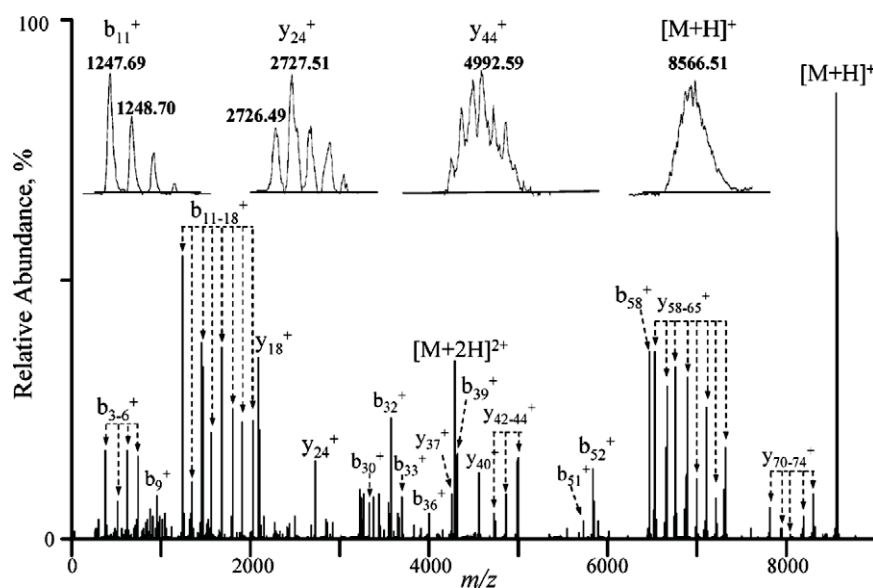 100
Relative Abundance, %
0
b₁₁⁺
1247.69
1248.70
y₂₄⁺
2727.51
2726.49
y₄₄⁺
4992.59
[M+H]⁺
8566.51
[M+H]⁺
b₁₁₋₁₈⁺
y₁₈⁺
b₃₋₆⁺
b₉⁺
y₂₄⁺
b₃₀⁺
b₃₂⁺
b₃₃⁺
b₃₆⁺
y₃₇⁺
[M+2H]²⁺
b₃₉⁺
y₄₀⁺
y₄₂₋₄₄⁺
b₅₁⁺
b₅₂⁺
b₅₈⁺
y₅₈₋₆₅⁺
y₇₀₋₇₄⁺
0 2000 4000 6000 8000
m/z